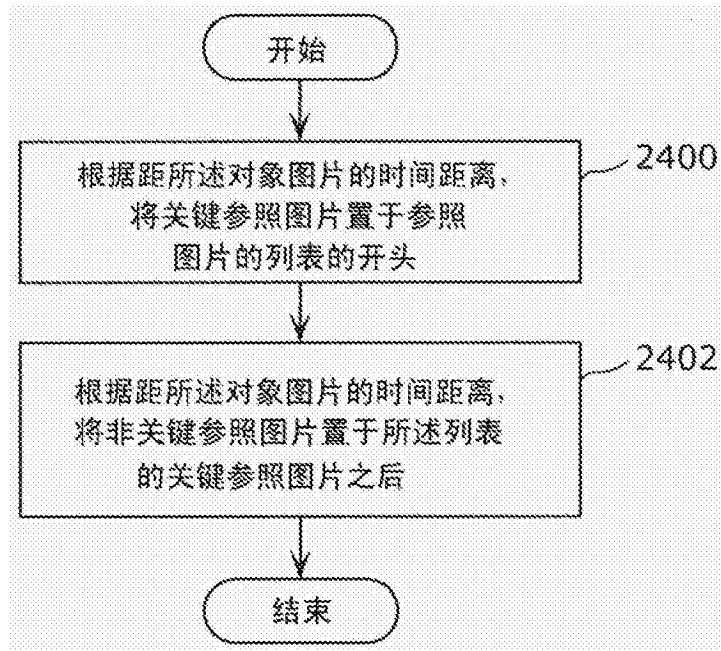 开始
根据距所述对象图片的时间距离，
将关键参照图片置于参照
图片的列表的开头
2400
根据距所述对象图片的时间距离，
将非关键参照图片置于所述列表
的关键参照图片之后
2402
结束